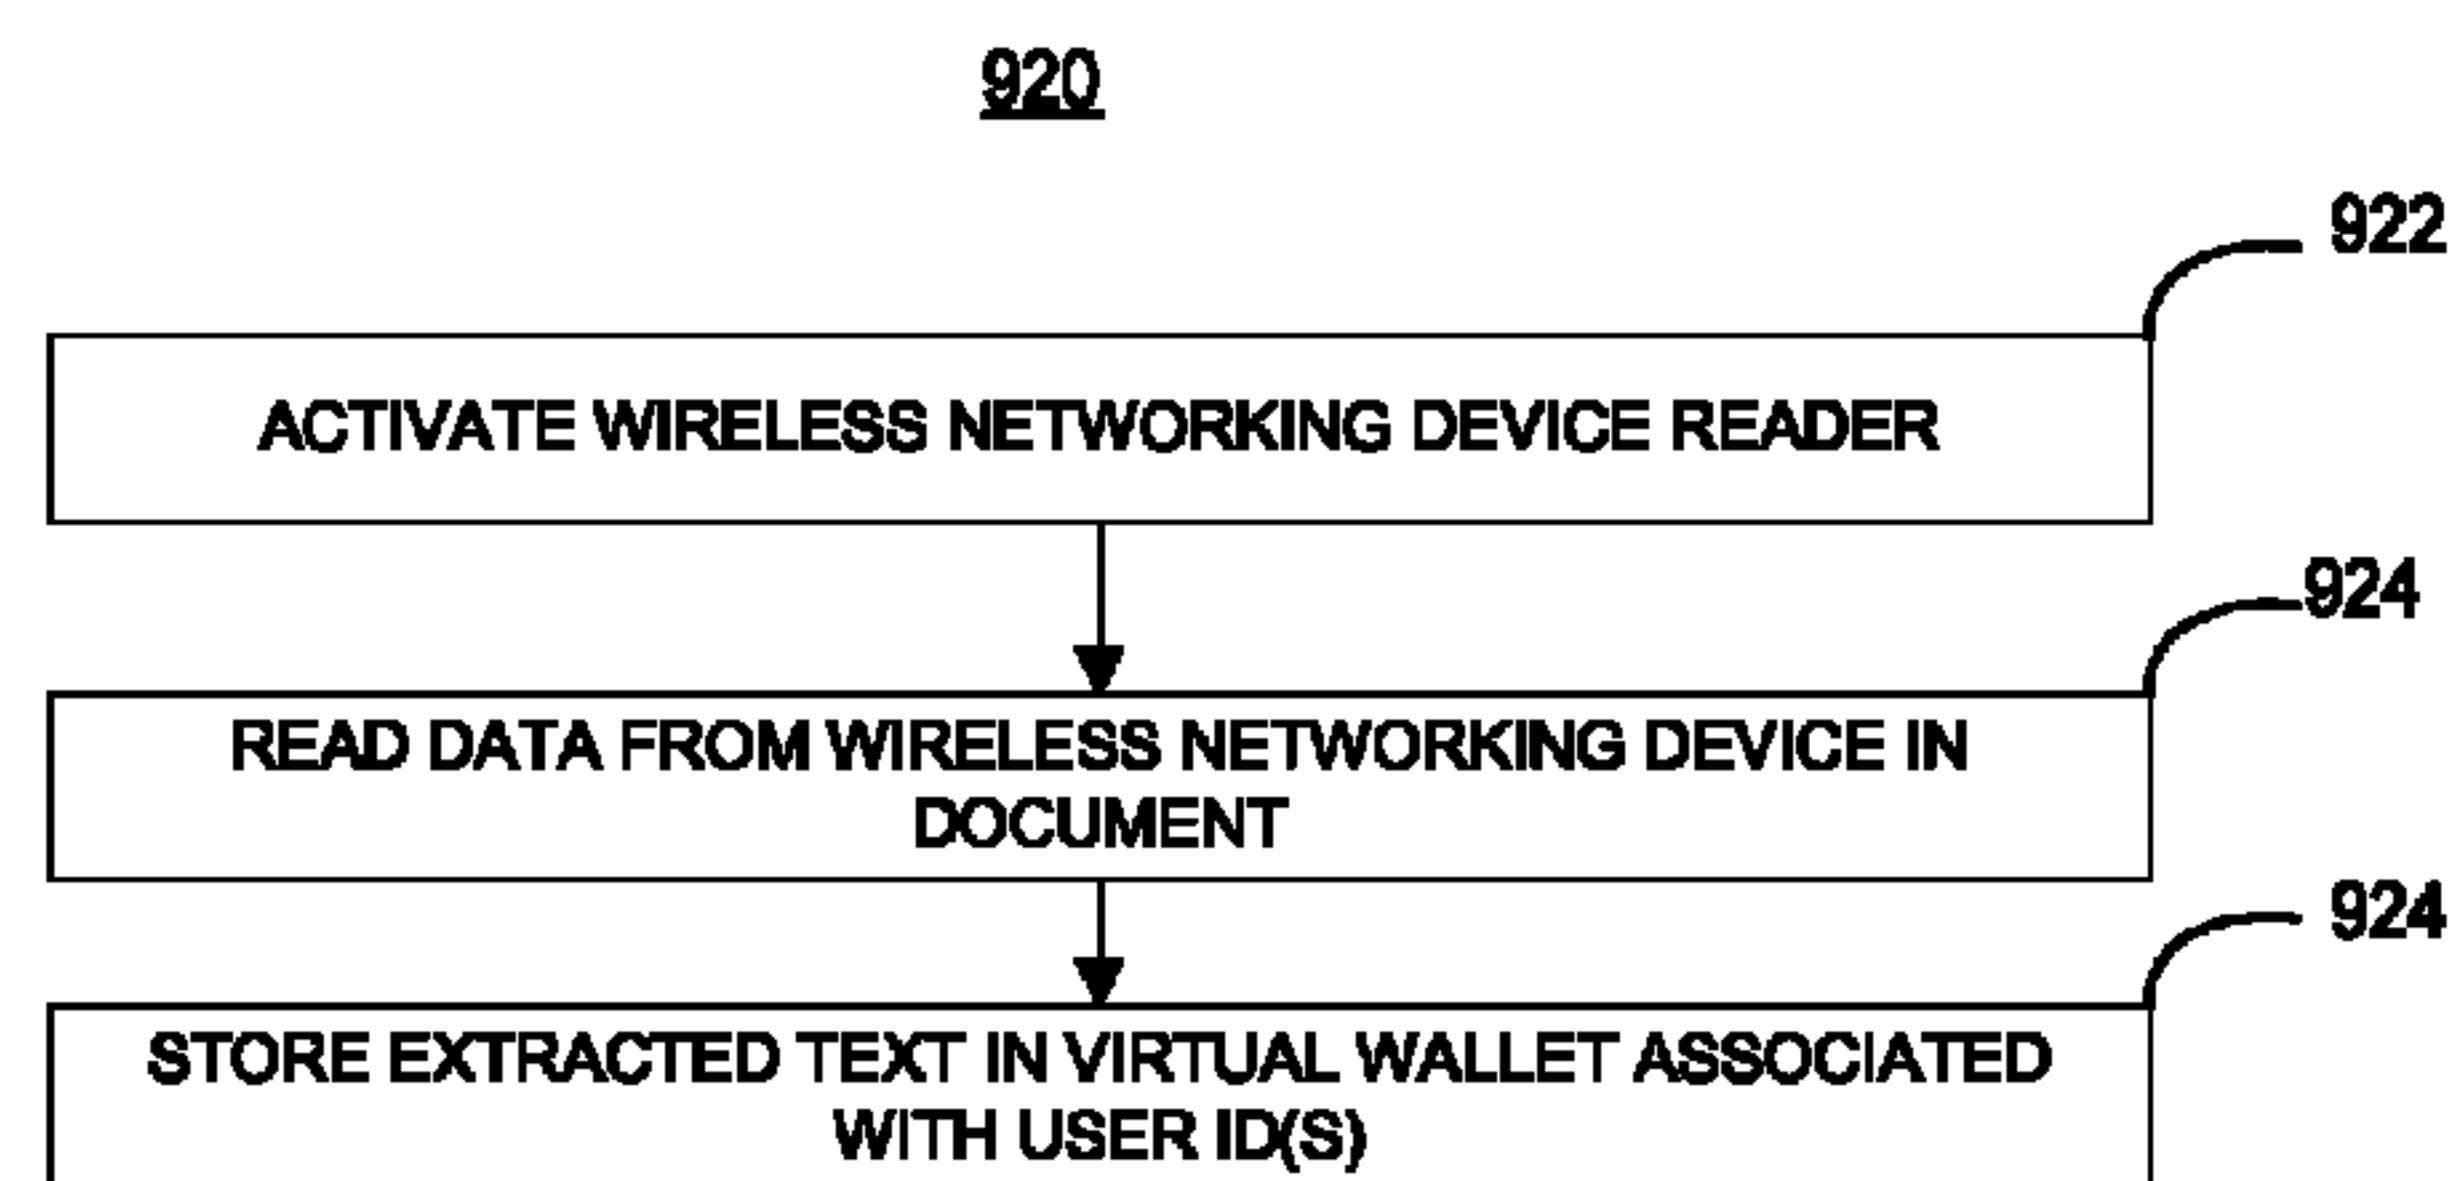 920
922
ACTIVATE WIRELESS NETWORKING DEVICE READER
924
READ DATA FROM WIRELESS NETWORKING DEVICE IN
DOCUMENT
924
STORE EXTRACTED TEXT IN VIRTUAL WALLET ASSOCIATED
WITH USER ID(S)